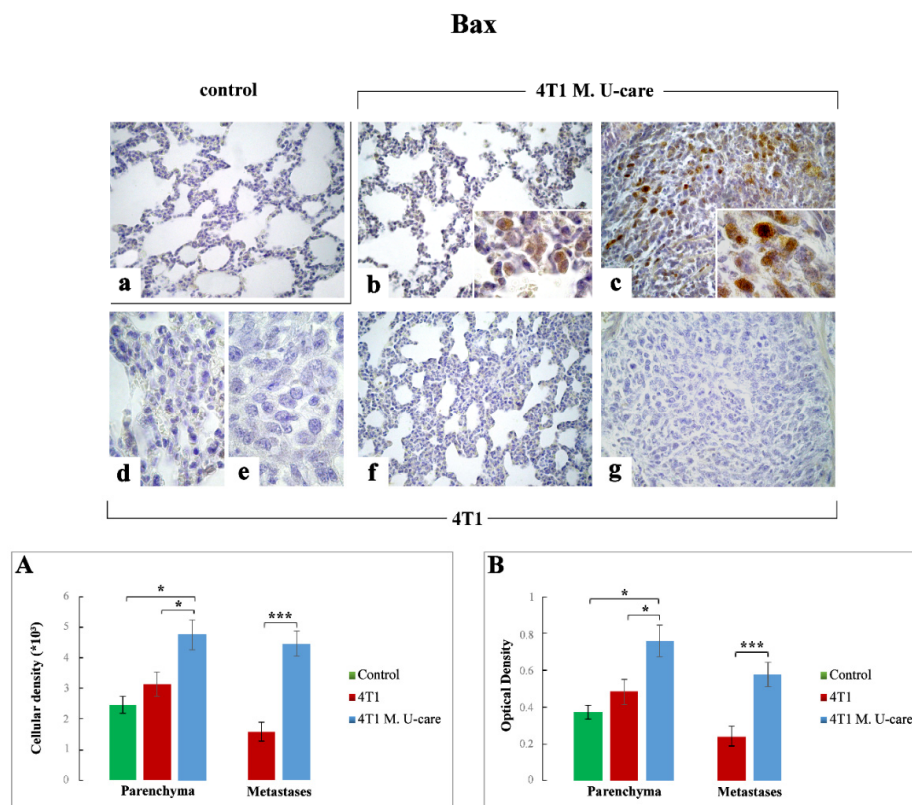 Bax
control
4T1 M. U-care
a
b
c
d
e
f
g
4T1
A
Cellular density (*10³)
6
5
4
3
2
1
0
*
*
***
Parenchyma
Metastases
Control
4T1
4T1 M. U-care
B
Optical Density
1
0.8
0.6
0.4
0.2
0
*
*
***
Parenchyma
Metastases
Control
4T1
4T1 M. U-care